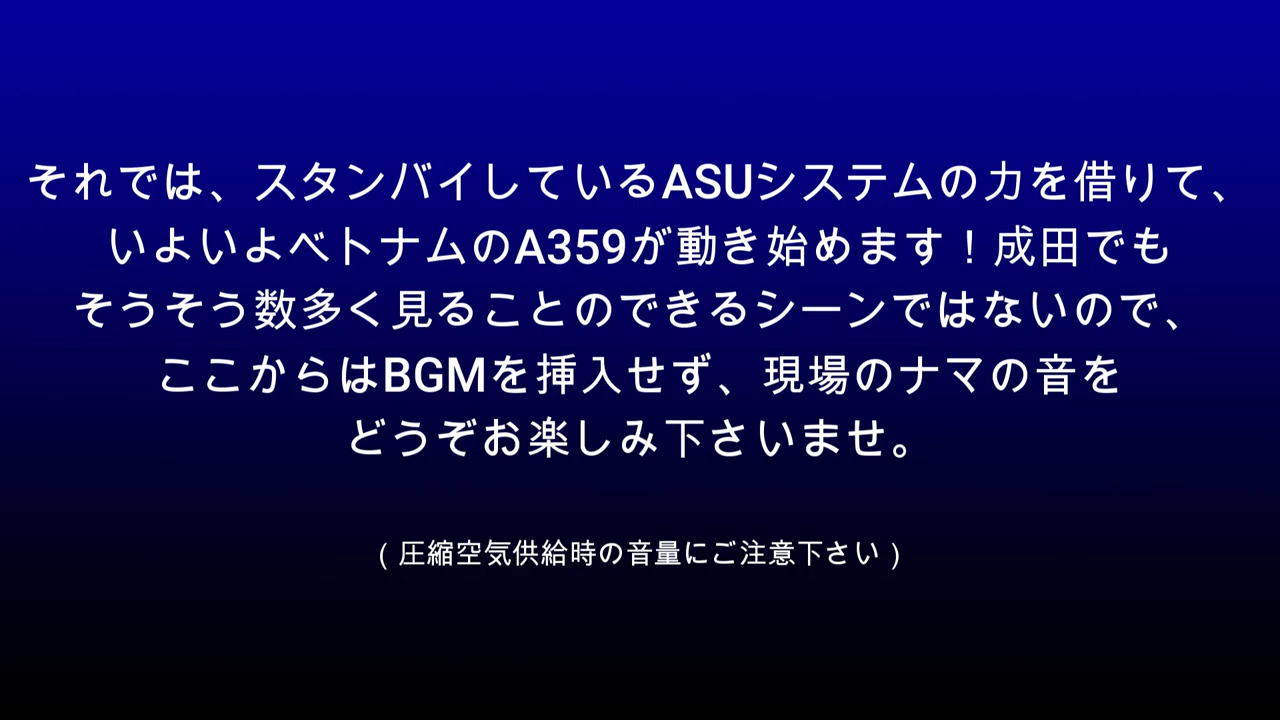 それでは、スタンバイしているASUシステムの力を借りて、
いよいよベトナムのA359が動き始めます！成田でも
そうそう数多く見ることのできるシーンではないので、
ここからはBGMを挿入せず、現場のナマの音を
どうぞお楽しみ下さいませ。
（圧縮空気供給時の音量にご注意下さい）